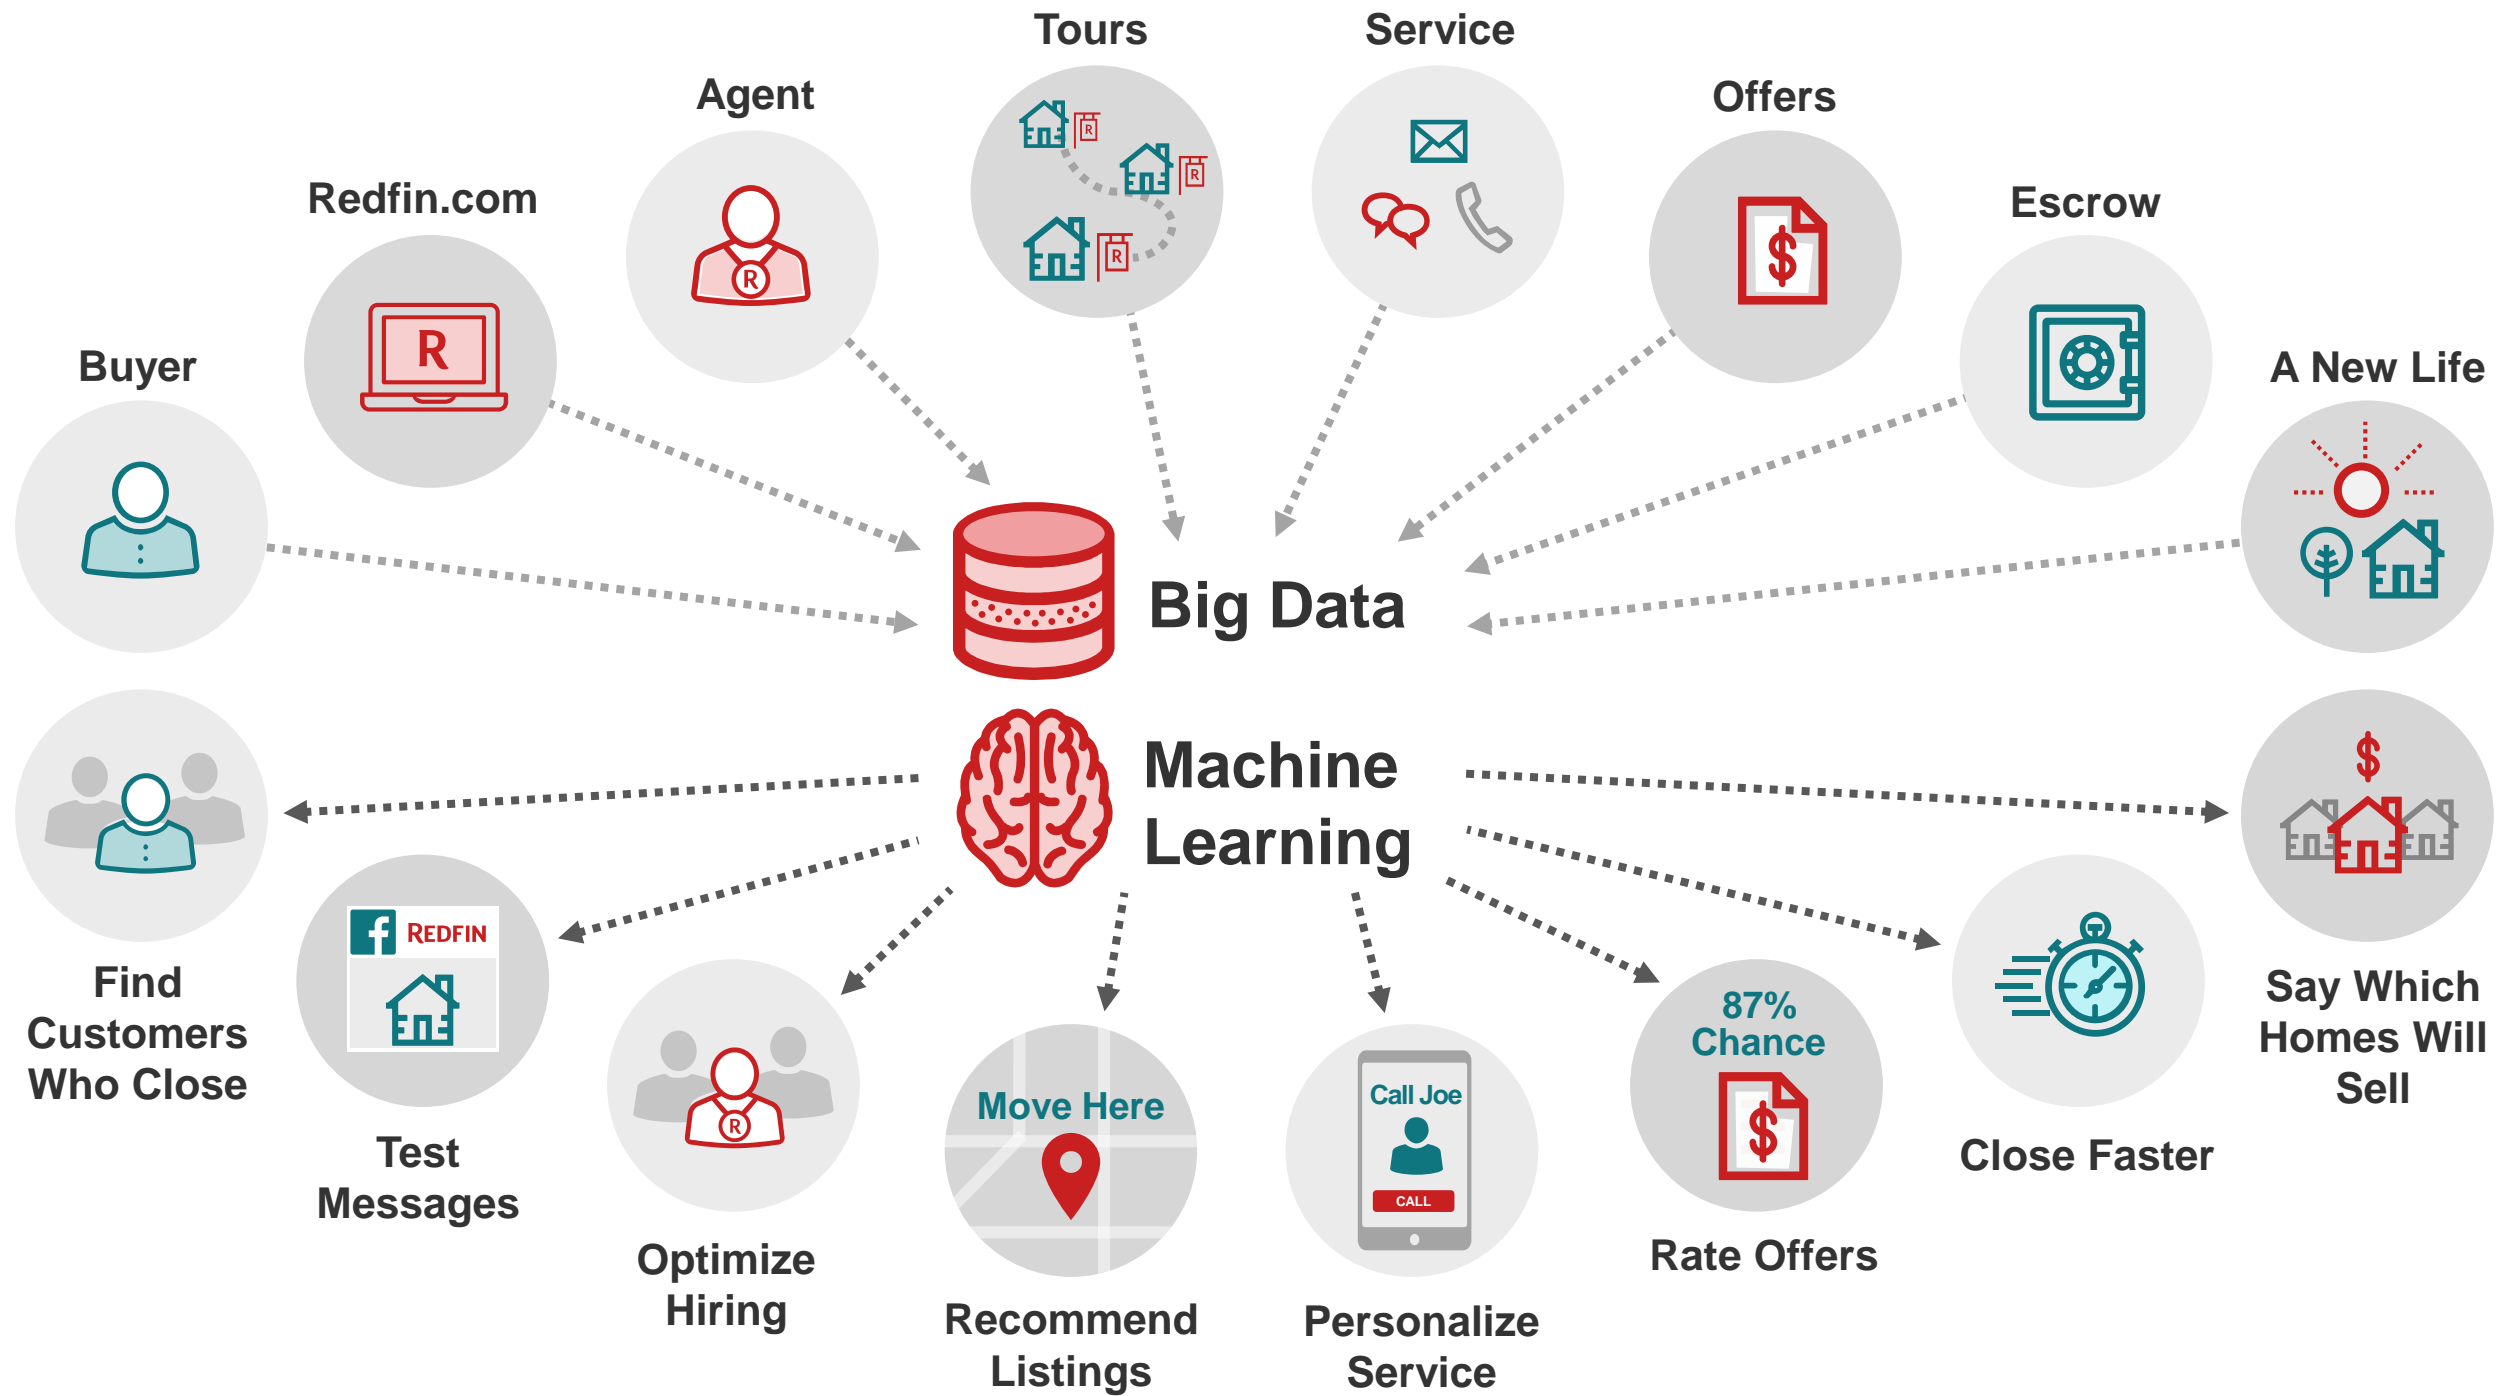 Tours
Service
Agent
Offers
Redfin.com
Escrow
Buyer
A New Life
R
R
R
R
R
Big Data
Machine
Learning
REDFIN
Find
Customers
Who Close
Test
Messages
R
Optimize
Hiring
Move Here
Recommend
Listings
Call Joe
CALL
Personalize
Service
87%
Chance
$
Rate Offers
Close Faster
$
Say Which
Homes Will
Sell
$
f